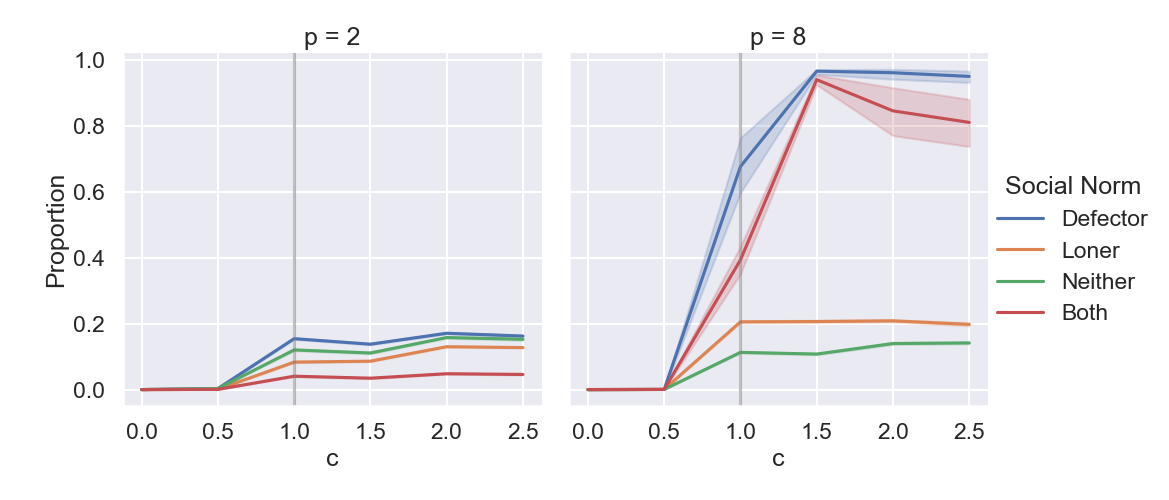 p = 2
p = 8
1.0
0.8
0.6
0.4
0.2
0.0
Proportion
0.0 0.5 1.0 1.5 2.0 2.5
0.0 0.5 1.0 1.5 2.0 2.5
c
c
Social Norm
Defector
Loner
Neither
Both